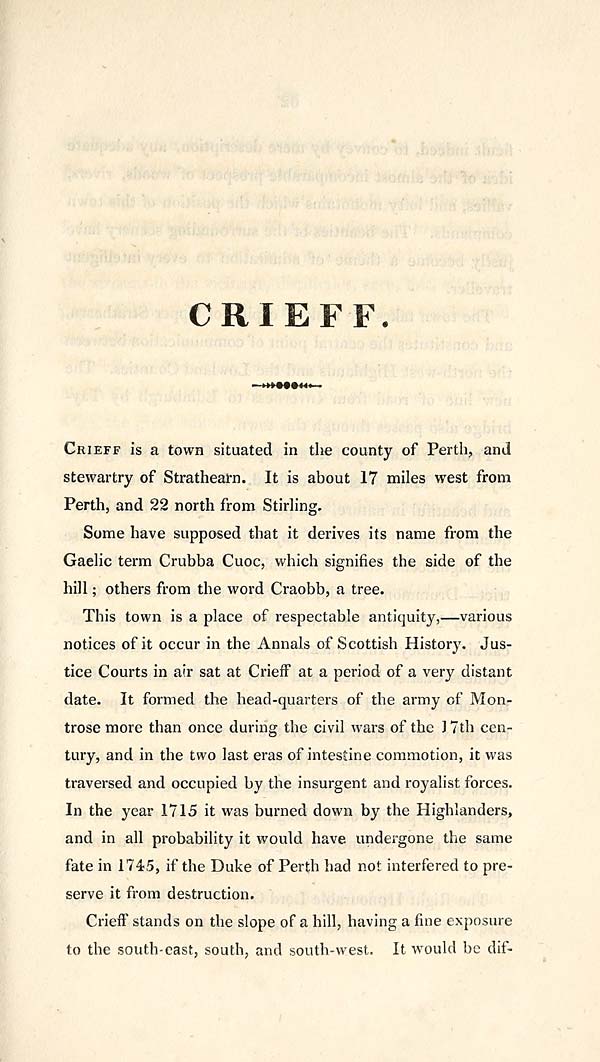 CRIEFF.
CRIEFF is a town situated in the county of Perth, and
stewartry of Strathearn. It is about 17 miles west from
Perth, and 22 north from Stirling.
Some have supposed that it derives its name from the
Gaelic term Crubba Cuoc, which signifies the side of the
hill; others from the word Craobb, a tree.
This town is a place of respectable antiquity,—various
notices of it occur in the Annals of Scottish History. Jus-
tice Courts in air sat at Crieff at a period of a very distant
date. It formed the head-quarters of the army of Mon-
trose more than once during the civil wars of the 17th cen-
tury, and in the two last eras of intestine commotion, it was
traversed and occupied by the insurgent and royalist forces.
In the year 1715 it was burned down by the Highlanders,
and in all probability it would have undergone the same
fate in 1745, if the Duke of Perth had not interfered to pre-
serve it from destruction.
Crieff stands on the slope of a hill, having a fine exposure
to the south-east, south, and south-west. It would be dif-